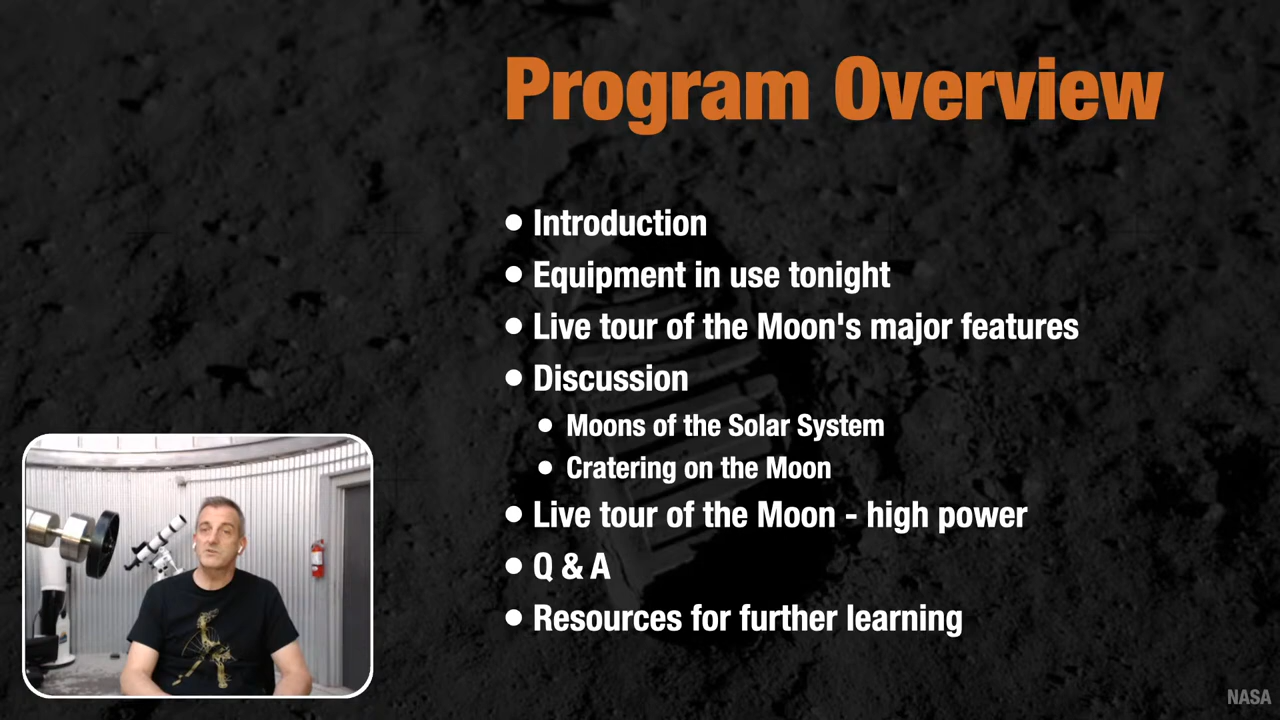 Program Overview
• Introduction
• Equipment in use tonight
• Live tour of the Moon's major features
• Discussion
• Moons of the Solar System
• Cratering on the Moon
• Live tour of the Moon - high power
• Q & A
• Resources for further learning
NASA